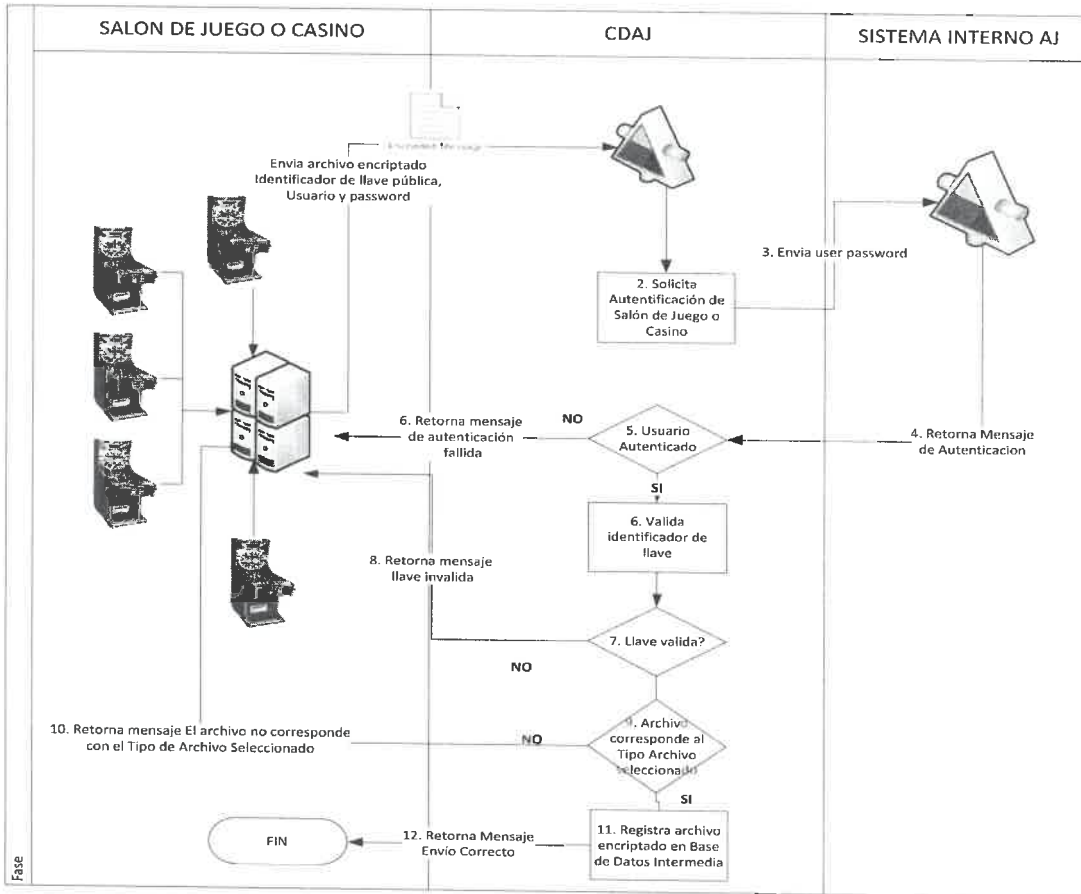 SALON DE JUEGO O CASINO
CDAJ
SISTEMA INTERNO AJ
Encrypted Message
Envia archivo encriptado
Identificador de llave pública,
Usuario y password
3. Envia user password
2. Solicita
Autentificación de
Salón de Juego o
Casino
6. Retorna mensaje
de autenticación
fallida
NO
5. Usuario
Autenticado
4. Retorna Mensaje
de Autenticacion
SI
6. Valida
identificador de
llave
8. Retorna mensaje
llave invalida
7. Llave valida?
NO
10. Retorna mensaje El archivo no corresponde
con el Tipo de Archivo Seleccionado
NO
9. Archivo
corresponde al
Tipo Archivo
seleccionado
SI
FIN
12. Retorna Mensaje
Envío Correcto
11. Registra archivo
encriptado en Base
de Datos Intermedia
Fase